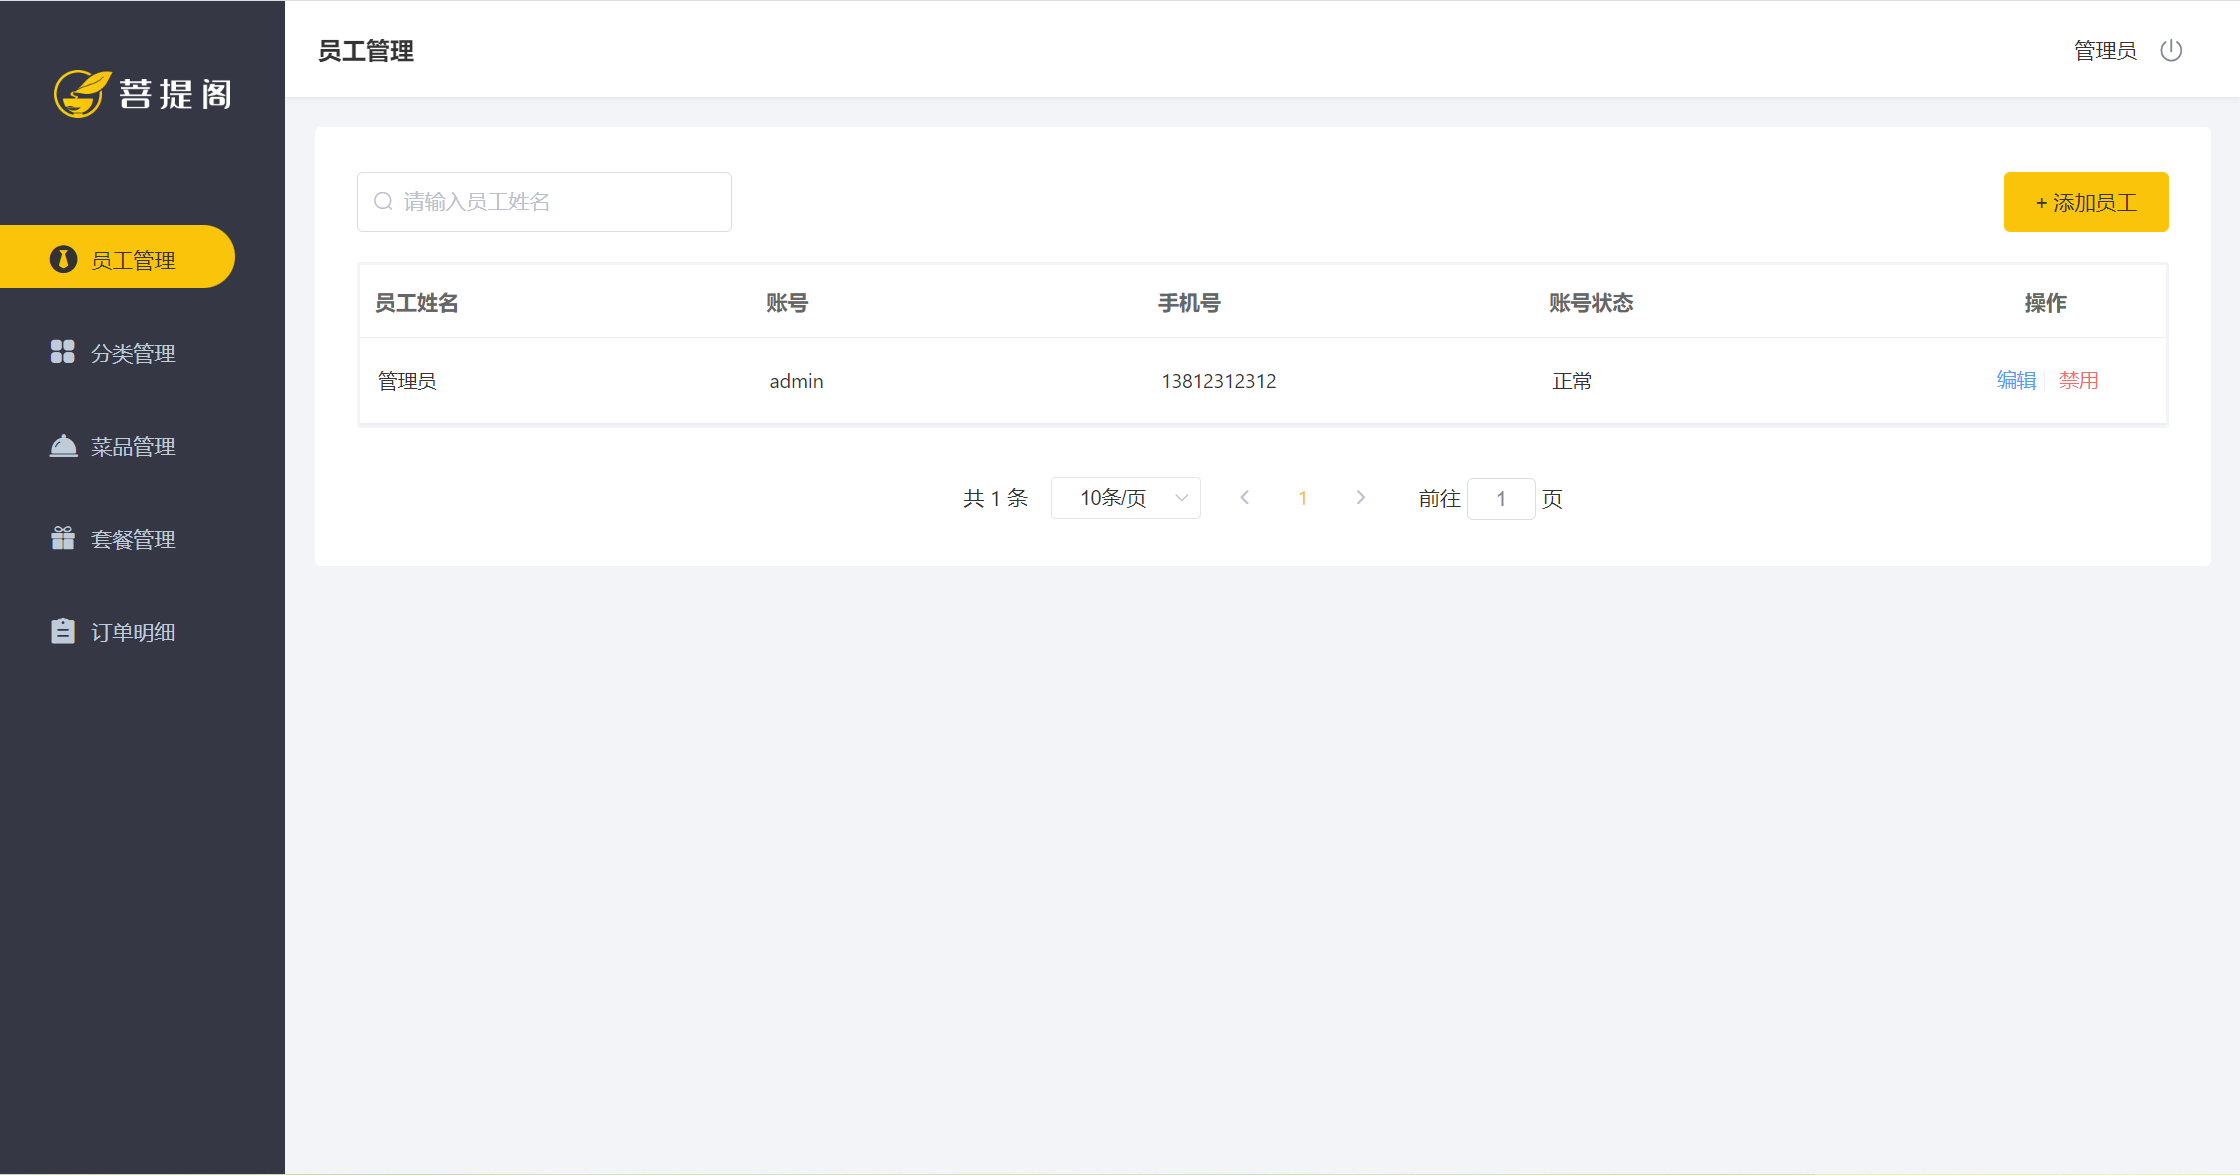 菩提阁
员工管理
分类管理
菜品管理
套餐管理
订单明细
员工管理
管理员
请输入员工姓名
+ 添加员工
员工姓名 账号 手机号 账号状态 操作
管理员 admin 13812312312 正常 编辑 禁用
共 1 条 10条/页 1 前往 1 页